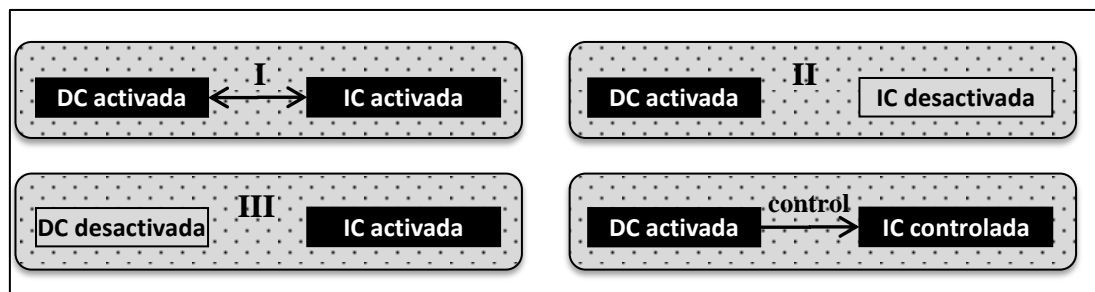 I
DC activada IC activada
II
DC activada IC desactivada
III
DC desactivada IC activada
control
DC activada IC controlada